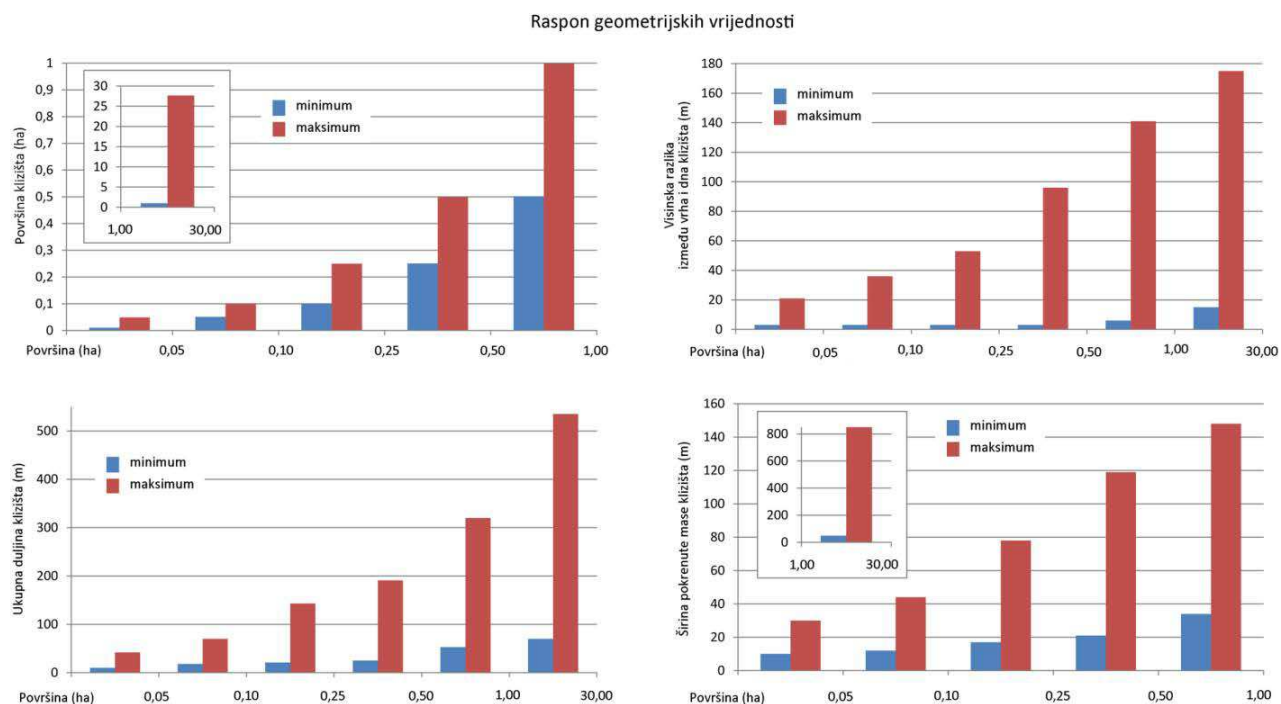 Raspon geometrijskih vrijednosti
Površina klizišta (ha)
1
0,9
0,8
0,7
0,6
0,5
0,4
0,3
0,2
0,1
0
30
25
20
15
10
5
0
1,00 30,00
minimum
maksimum
Površina (ha) 0,05 0,10 0,25 0,50 1,00
Visinska razlika
između vrha i dna klizišta (m)
180
160
140
120
100
80
60
40
20
0
minimum
maksimum
Površina (ha) 0,05 0,10 0,25 0,50 1,00 30,00
Ukupna duljina klizišta (m)
500
400
300
200
100
0
minimum
maksimum
Površina (ha) 0,05 0,10 0,25 0,50 1,00 30,00
Širina pokrenute mase klizišta (m)
160
140
120
100
80
60
40
20
0
800
600
400
200
0
1,00 30,00
minimum
maksimum
Površina (ha) 0,05 0,10 0,25 0,50 1,00